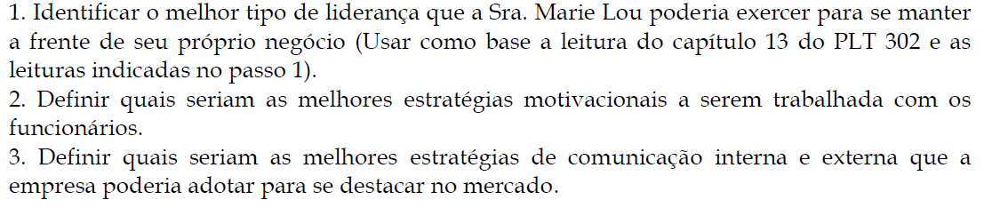 1. Identificar o melhor tipo de liderança que a Sra. Marie Lou poderia exercer para se manter
a frente de seu próprio negócio (Usar como base a leitura do capítulo 13 do PLT 302 e as
leituras indicadas no passo 1).
2. Definir quais seriam as melhores estratégias motivacionais a serem trabalhada com os
funcionários.
3. Definir quais seriam as melhores estratégias de comunicação interna e externa que a
empresa poderia adotar para se destacar no mercado.